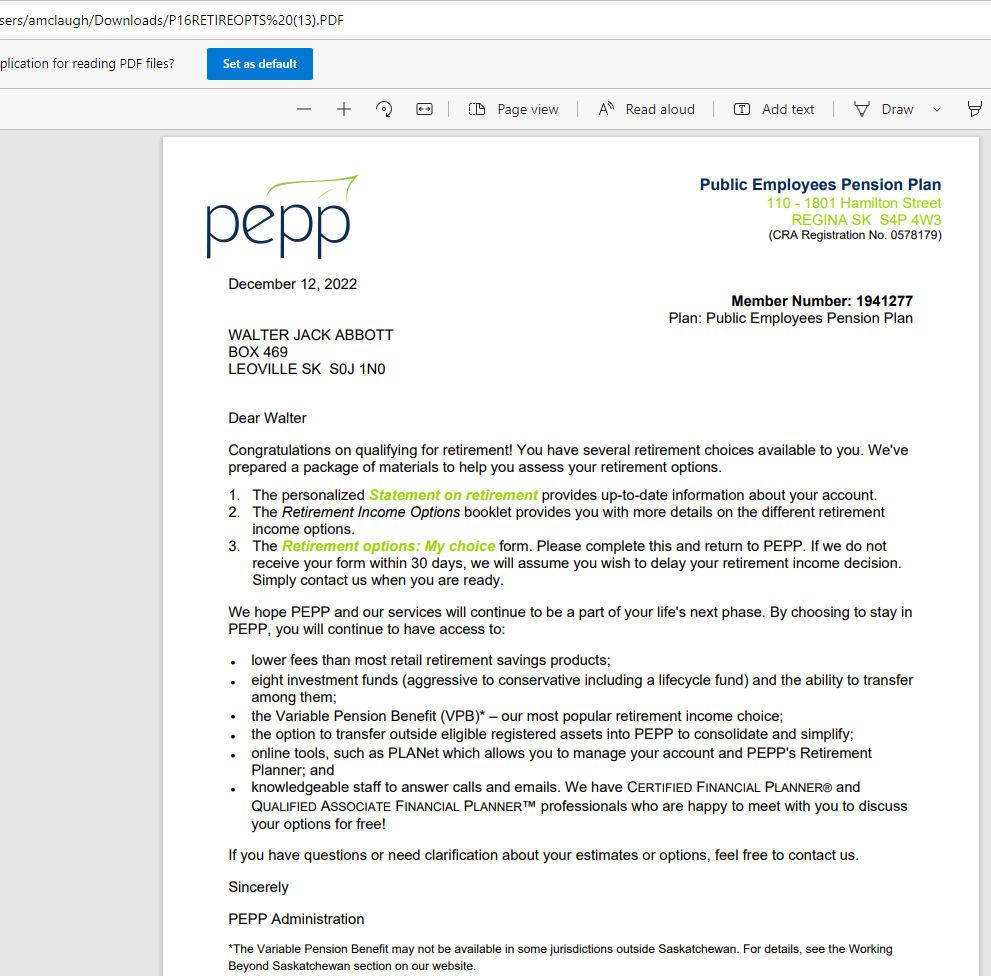 sers/amclaugh/Downloads/P16RETIREOPTS%20(13).PDF
plication for reading PDF files? Set as default
Page view Read aloud Add text Draw
pepp
Public Employees Pension Plan
110 - 1801 Hamilton Street
REGINA SK S4P 4W3
(CRA Registration No. 0578179)
December 12, 2022
Member Number: 1941277
Plan: Public Employees Pension Plan
WALTER JACK ABBOTT
BOX 469
LEOVILLE SK S0J 1N0
Dear Walter
Congratulations on qualifying for retirement! You have several retirement choices available to you. We've
prepared a package of materials to help you assess your retirement options.
1. The personalized Statement on retirement provides up-to-date information about your account.
2. The Retirement Income Options booklet provides you with more details on the different retirement
income options.
3. The Retirement options: My choice form. Please complete this and return to PEPP. If we do not
receive your form within 30 days, we will assume you wish to delay your retirement income decision.
Simply contact us when you are ready.
We hope PEPP and our services will continue to be a part of your life's next phase. By choosing to stay in
PEPP, you will continue to have access to:
• lower fees than most retail retirement savings products;
• eight investment funds (aggressive to conservative including a lifecycle fund) and the ability to transfer
among them;
• the Variable Pension Benefit (VPB)* – our most popular retirement income choice;
• the option to transfer outside eligible registered assets into PEPP to consolidate and simplify;
• online tools, such as PLANet which allows you to manage your account and PEPP's Retirement
Planner; and
• knowledgeable staff to answer calls and emails. We have CERTIFIED FINANCIAL PLANNER® and
QUALIFIED ASSOCIATE FINANCIAL PLANNER™ professionals who are happy to meet with you to discuss
your options for free!
If you have questions or need clarification about your estimates or options, feel free to contact us.
Sincerely
PEPP Administration
*The Variable Pension Benefit may not be available in some jurisdictions outside Saskatchewan. For details, see the Working
Beyond Saskatchewan section on our website.